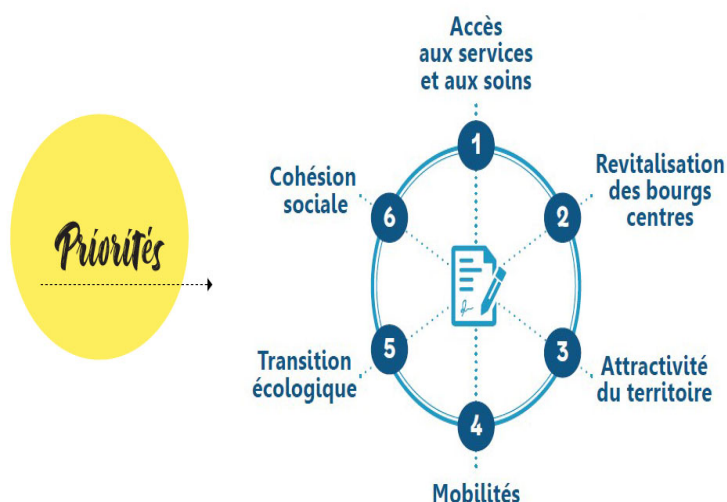 Priorités
Accès
aux services
et aux soins
1
Revitalisation
des bourgs
centres
2
Attractivité
du territoire
3
Mobilités
4
Transition
écologique
5
Cohésion
sociale
6